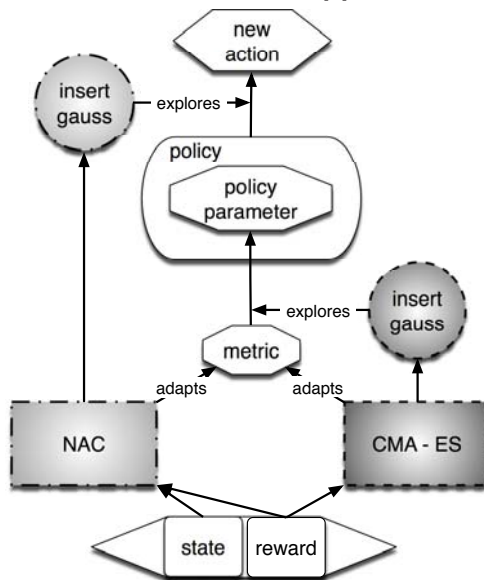 new
action
insert
gauss
explores
policy
policy
parameter
explores
insert
gauss
metric
adapts
adapts
NAC
CMA - ES
state
reward